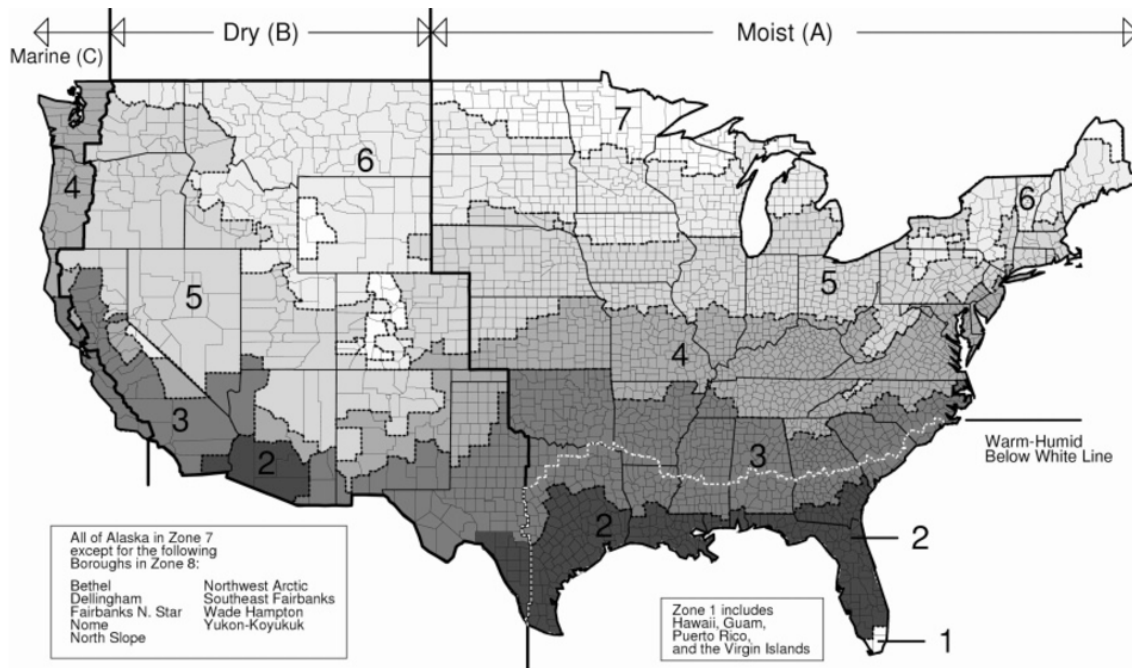 Marine (C)
Dry (B)
Moist (A)
7
6
4
6
5
5
4
3
3
2
2
2
1
Warm-Humid
Below White Line
All of Alaska in Zone 7
except for the following
Boroughs in Zone 8:
Bethel
Dellingham
Fairbanks N. Star
Nome
North Slope
Northwest Arctic
Southeast Fairbanks
Wade Hampton
Yukon-Koyukuk
Zone 1 includes
Hawaii, Guam,
Puerto Rico,
and the Virgin Islands